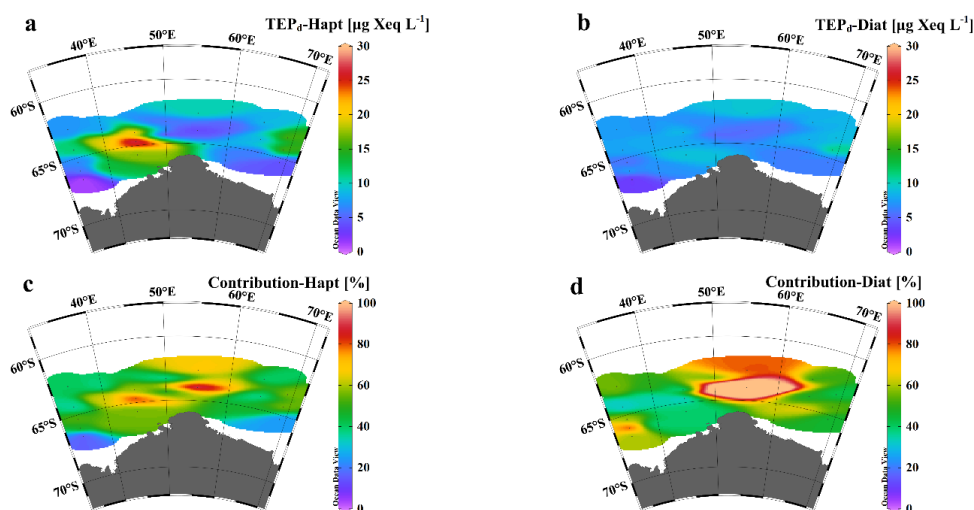 a
TEPd-Hapt [μg Xeq L-1]
40°E
50°E
60°E
70°E
60°S
65°S
70°S
30
25
20
15
10
5
0
Ocean Data View
b
TEPd-Diat [μg Xeq L-1]
40°E
50°E
60°E
70°E
60°S
65°S
70°S
30
25
20
15
10
5
0
Ocean Data View
c
Contribution-Hapt [%]
40°E
50°E
60°E
70°E
60°S
65°S
70°S
100
80
60
40
20
0
Ocean Data View
d
Contribution-Diat [%]
40°E
50°E
60°E
70°E
60°S
65°S
70°S
100
80
60
40
20
0
Ocean Data View